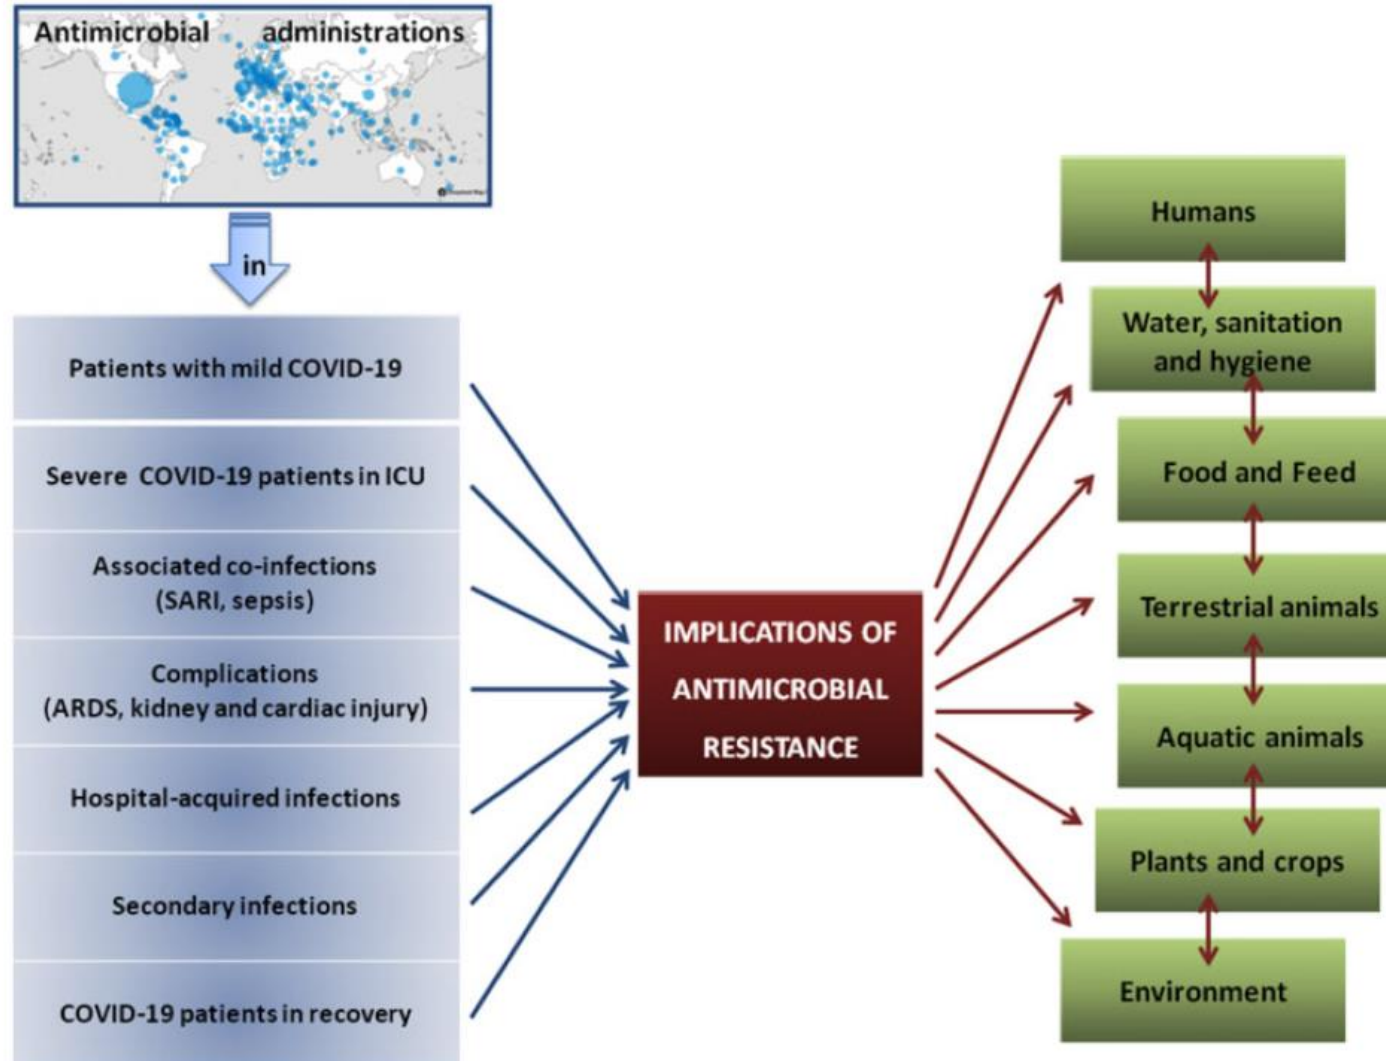 Antimicrobial administrations
in
Patients with mild COVID-19
Severe COVID-19 patients in ICU
Associated co-infections
(SARI, sepsis)
Complications
(ARDS, kidney and cardiac injury)
Hospital-acquired infections
Secondary infections
COVID-19 patients in recovery
IMPLICATIONS OF
ANTIMICROBIAL
RESISTANCE
Humans
Water, sanitation
and hygiene
Food and Feed
Terrestrial animals
Aquatic animals
Plants and crops
Environment